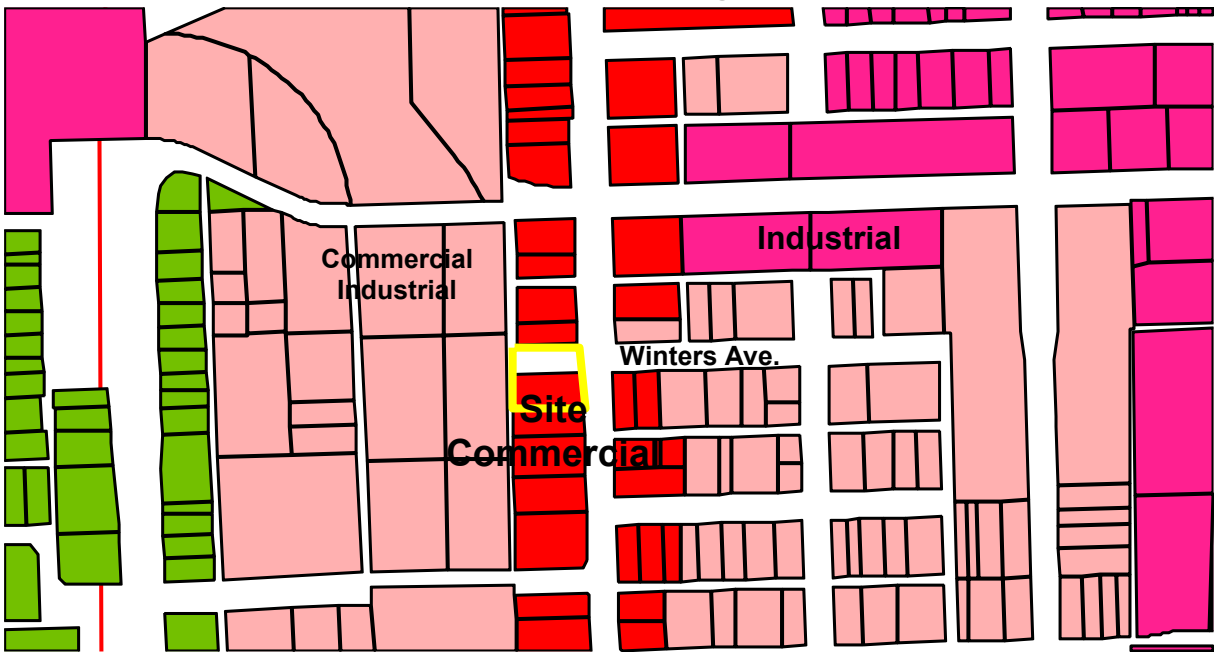 Industrial
Commercial
Industrial
Winters Ave.
Site
Commercial